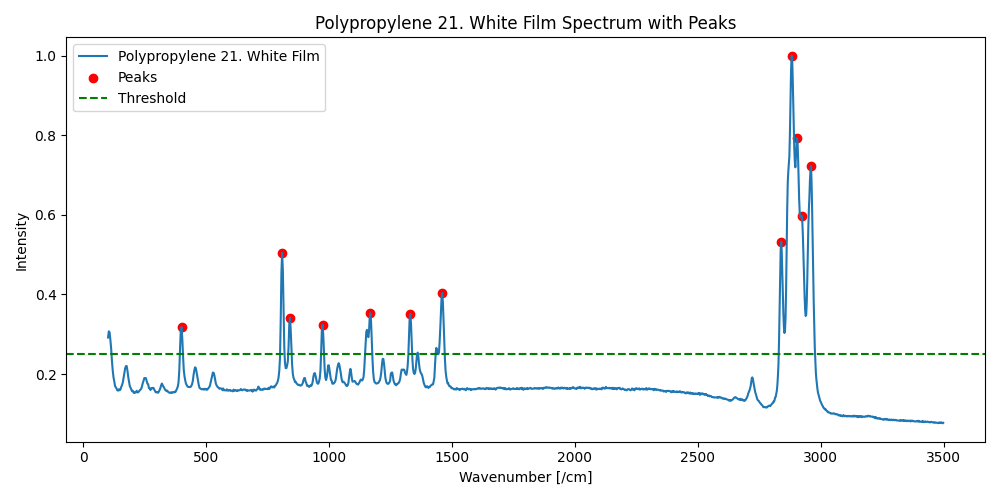 Polypropylene 21. White Film Spectrum with Peaks
Polypropylene 21. White Film
Peaks
Threshold
Intensity
1.0
0.8
0.6
0.4
0.2
0
500
1000
1500
2000
2500
3000
3500
Wavenumber [/cm]